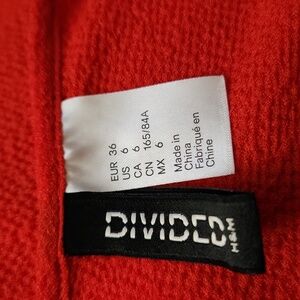 EUR 36
US 6
CA 6
CN 165/84A
MX 6
Made in
China
Fabriqué en
Chine
DIVIDED
H&M